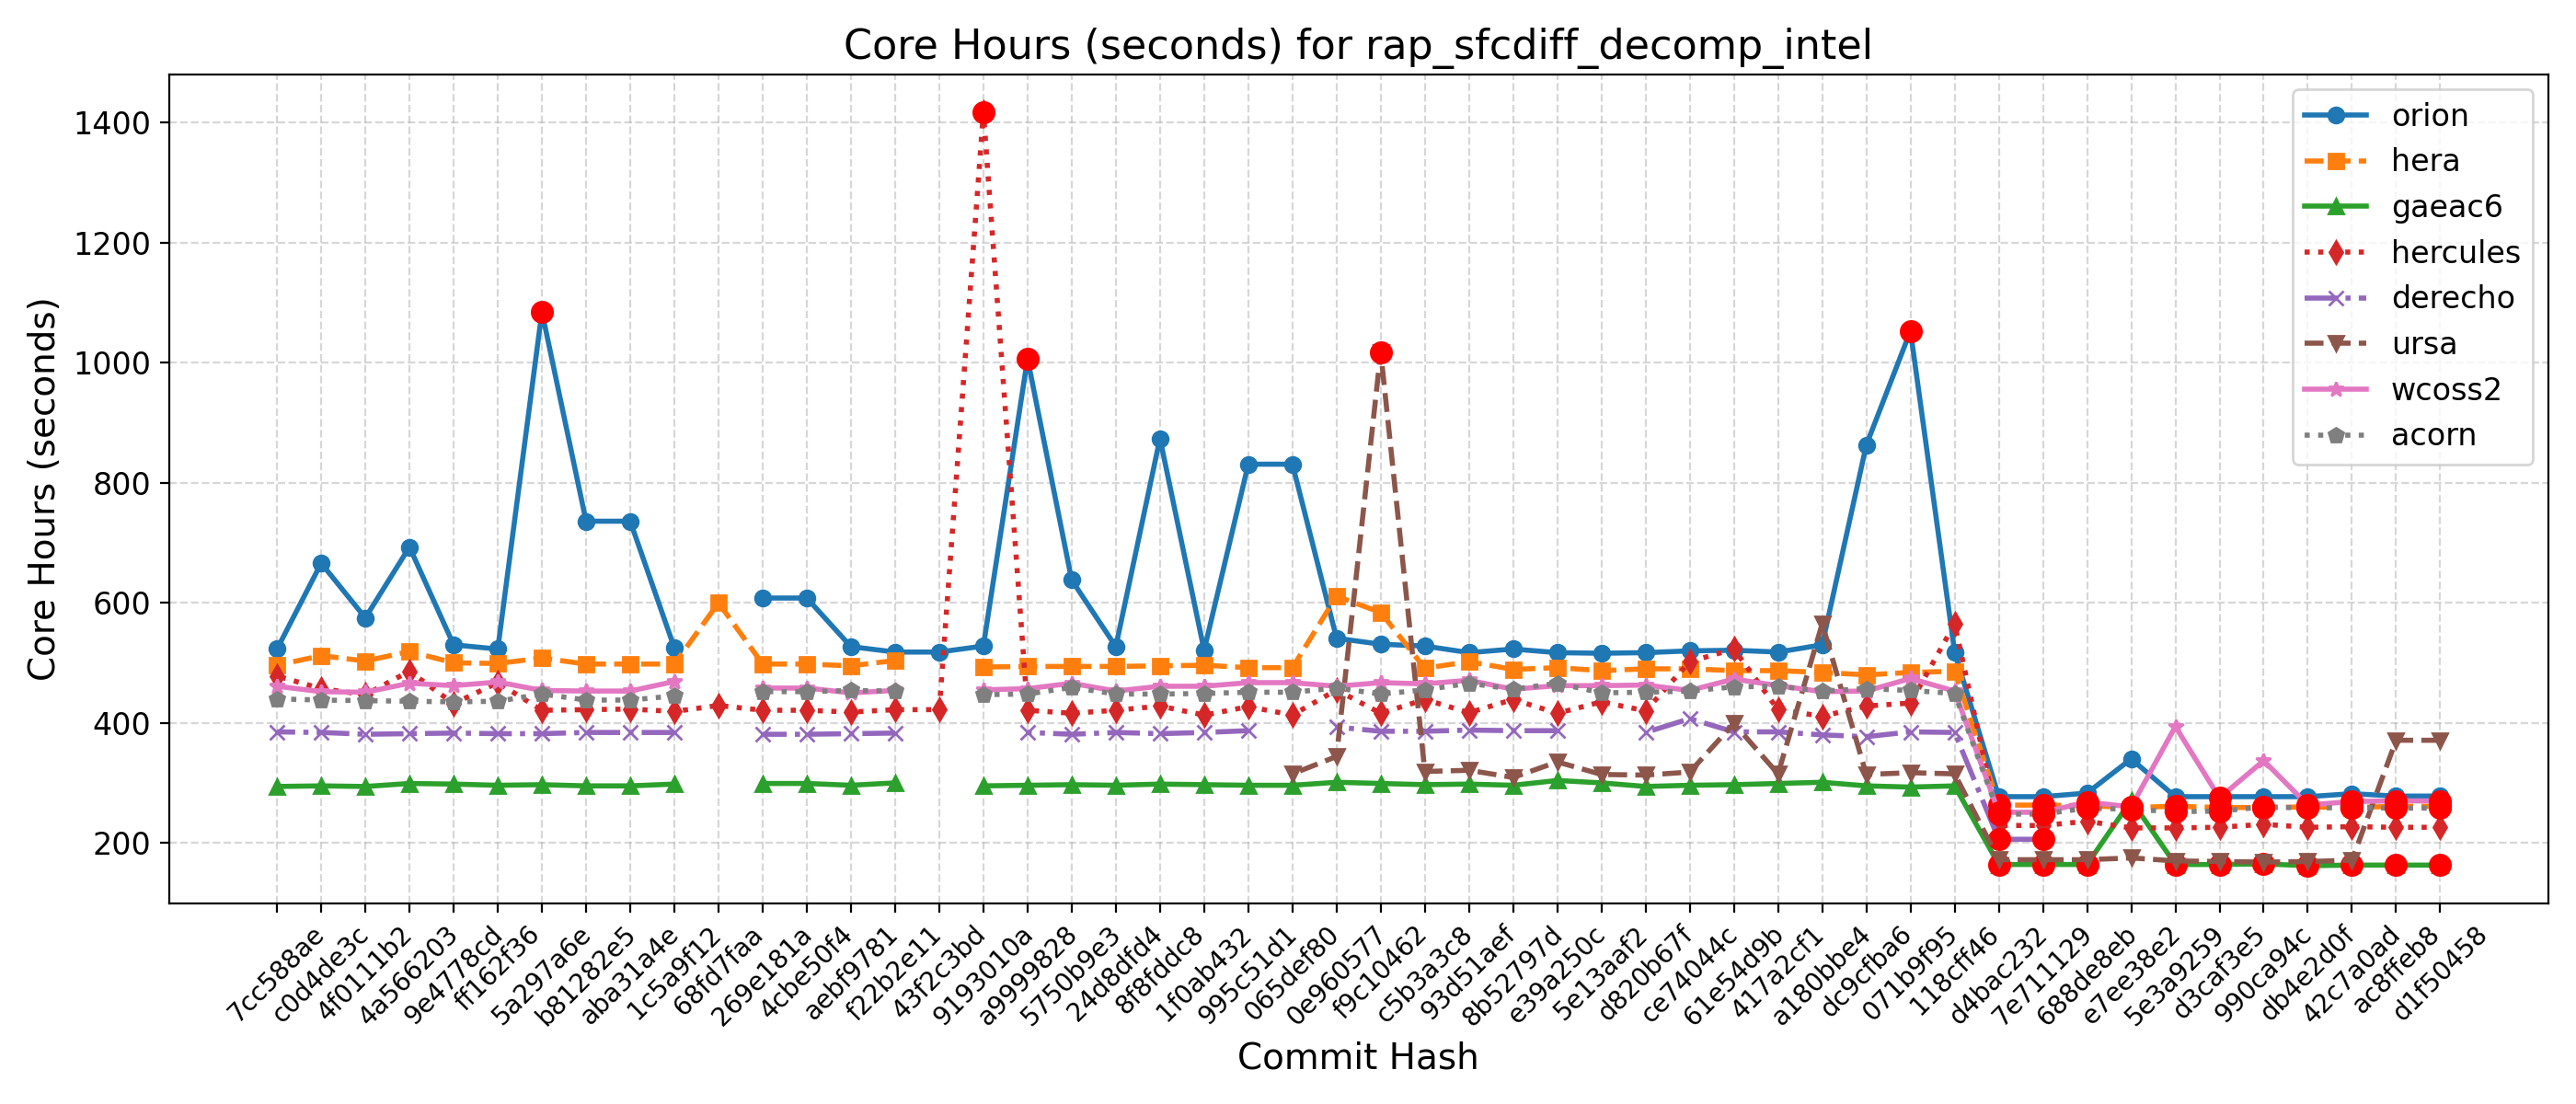 Core Hours (seconds) for rap_sfcdiff_decomp_intel
Core Hours (seconds)
1400
1200
1000
800
600
400
200
orion
hera
gaeac6
hercules
derecho
ursa
wcoss2
acorn
7cc588ae
c0d4de3c
4f0111b2
4a566203
9e4778cd
ff162f36
5a297a6e
b81282e5
aba31a4e
1c5a9f12
68fd7faa
269e181a
4cbe50f4
aebf9781
f22b2e11
43f2c3bd
9193010a
a9999828
5750b9e3
24d8dfd4
8f8fddc8
1f0ab432
995c51d1
065def80
0e960577
f9c10462
c5b3a3c8
93d51aef
8b52797d
e39a250c
5e13aaf2
d820b67f
ce74044c
61e54d9b
417a2cf1
a180bbe4
dc9cfba6
071b9f95
118cff46
d4bac232
7e711129
688de8eb
e7ee38e2
5e3a9259
d3caf3e5
990ca94c
db4e2d0f
42c7a0ad
ac8ffeb8
d1f50458
Commit Hash